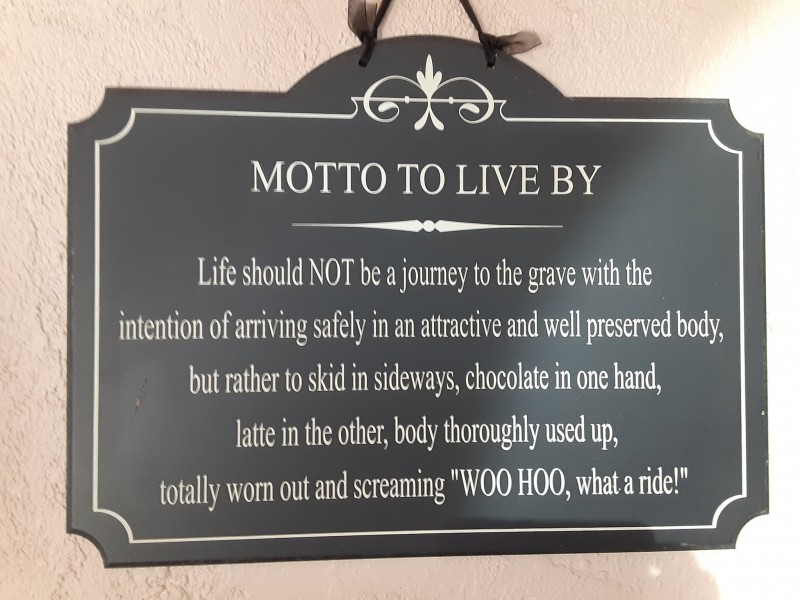 MOTTO TO LIVE BY
Life should NOT be a journey to the grave with the
intention of arriving safely in an attractive and well preserved body,
but rather to skid in sideways, chocolate in one hand,
latte in the other, body thoroughly used up,
totally worn out and screaming "WOO HOO, what a ride!"